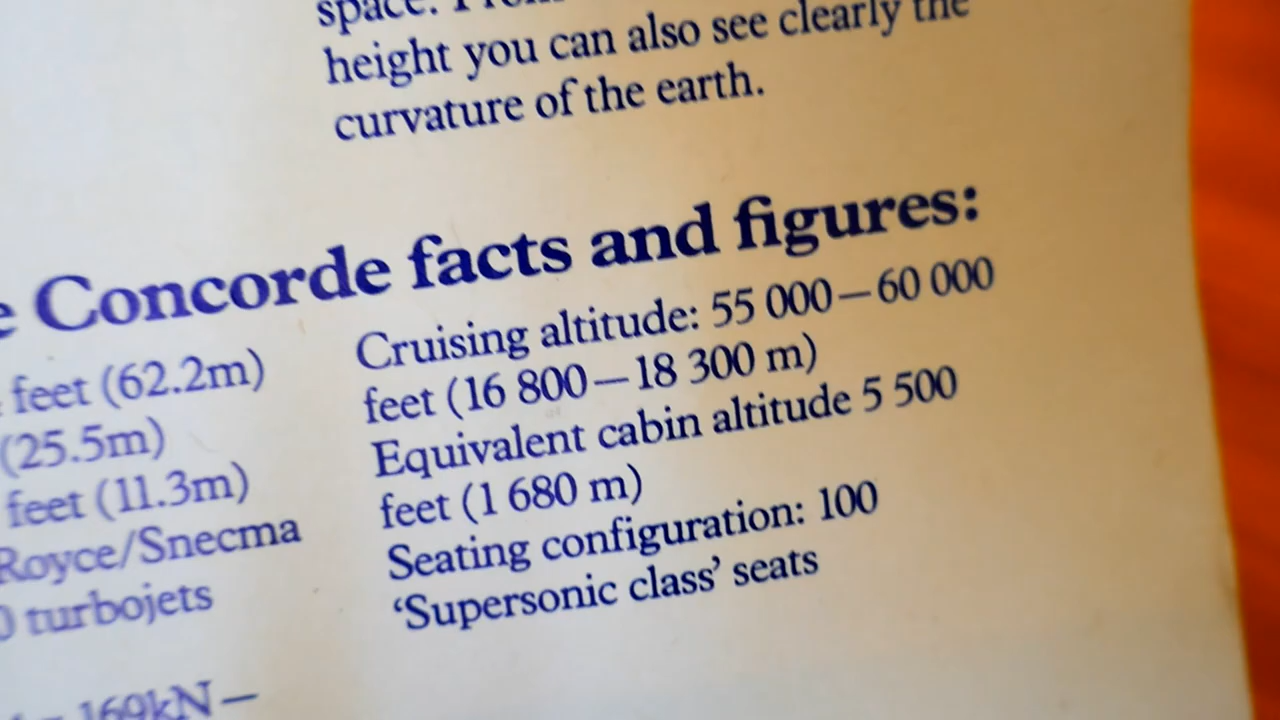 space.
height you can also see clearly the
curvature of the earth.
Concorde facts and figures:
feet (62.2m)
(25.5m)
feet (11.3m)
Royce/Snecma
turbojets
169kN —
Cruising altitude: 55 000—60 000
feet (16 800—18 300 m)
Equivalent cabin altitude 5 500
feet (1 680 m)
Seating configuration: 100
‘Supersonic class’ seats